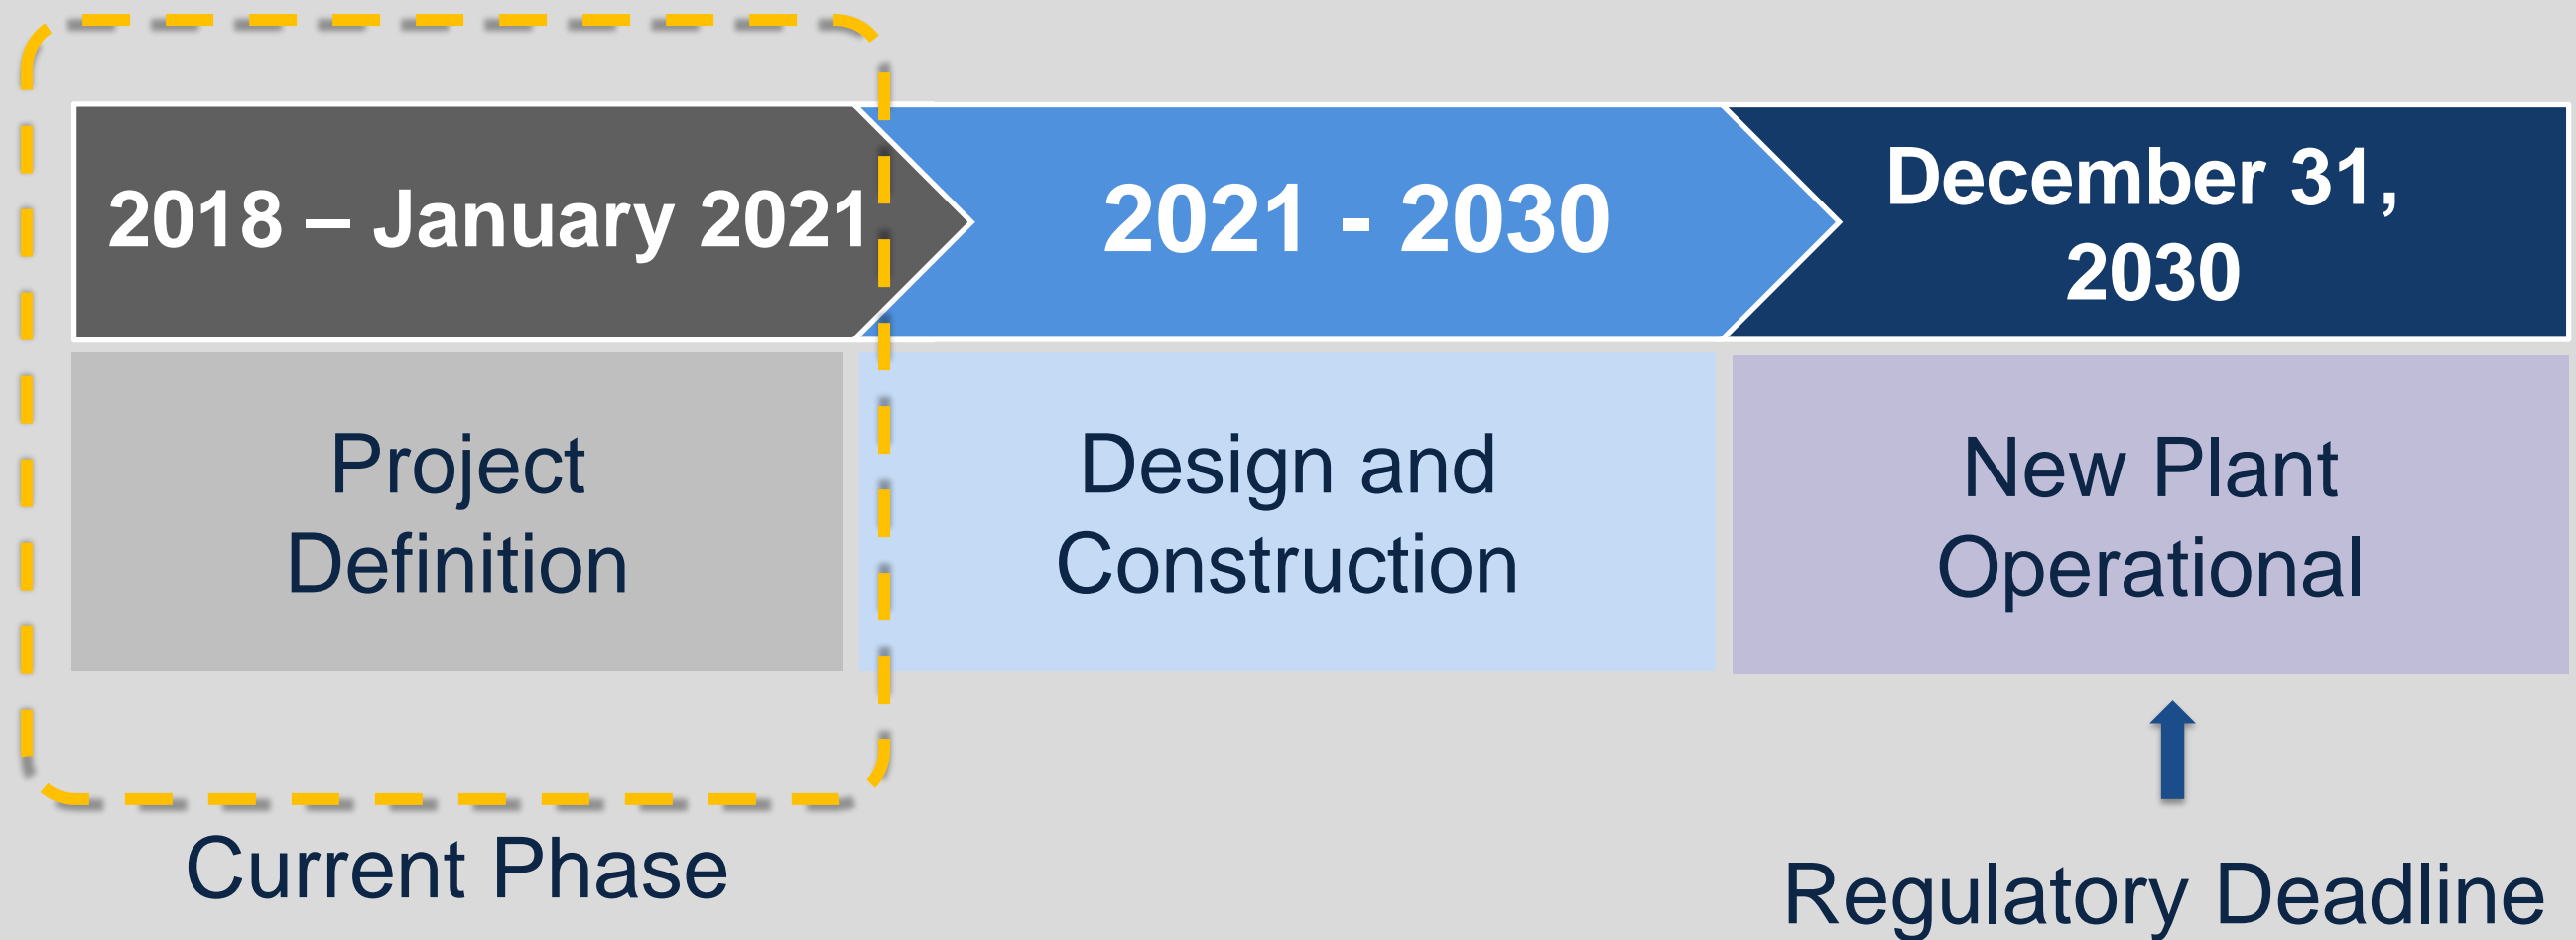 2018 – January 2021
2021 - 2030
December 31,
2030
Project
Definition
Design and
Construction
New Plant
Operational
Current Phase
Regulatory Deadline